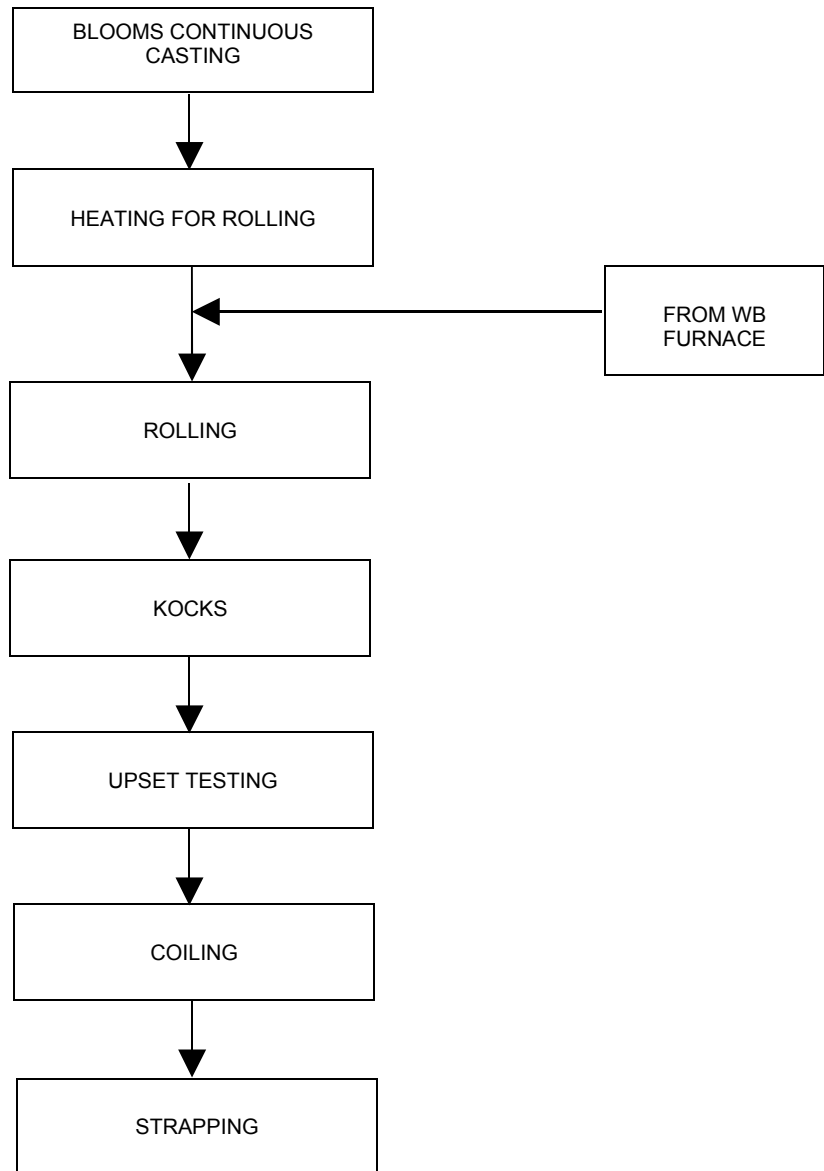 BLOOMS CONTINUOUS
CASTING
HEATING FOR ROLLING
FROM WB
FURNACE
ROLLING
KOCKS
UPSET TESTING
COILING
STRAPPING